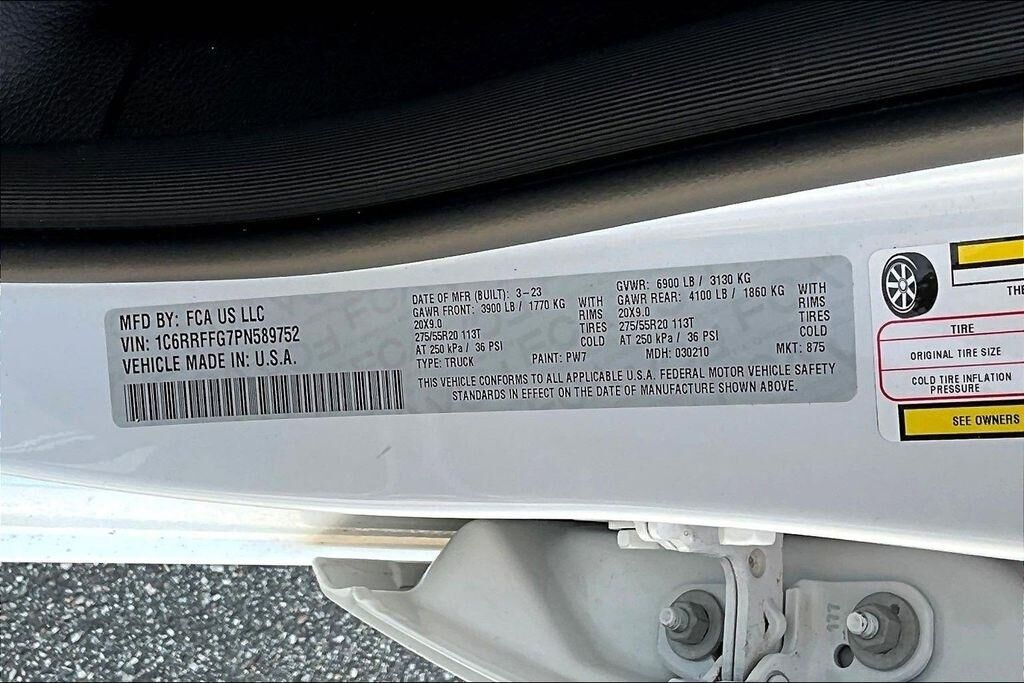 MFD BY: FCA US LLC
VIN: 1C6RRFFG7PN589752
VEHICLE MADE IN U.S.A.
DATE OF MFR (BUILT): 3-23 GVWR: 6900 LB / 3130 KG
GAWR FRONT: 3900 LB / 1770 KG WITH GAWR REAR: 4100 LB / 1860 KG WITH
20X9.0 RIMS 20X9.0 RIMS
275/55R20 113T TIRES 275/55R20 113T TIRES
AT 250 kPa / 36 PSI COLD AT 250 kPa / 36 PSI COLD
TYPE: TRUCK PAINT: PW7 MDH: 030210 MKT: 875
THIS VEHICLE CONFORMS TO ALL APPLICABLE U.S.A. FEDERAL MOTOR VEHICLE SAFETY
STANDARDS IN EFFECT ON THE DATE OF MANUFACTURE SHOWN ABOVE.
THE
TIRE
ORIGINAL TIRE SIZE
COLD TIRE INFLATION
PRESSURE
SEE OWNERS
177